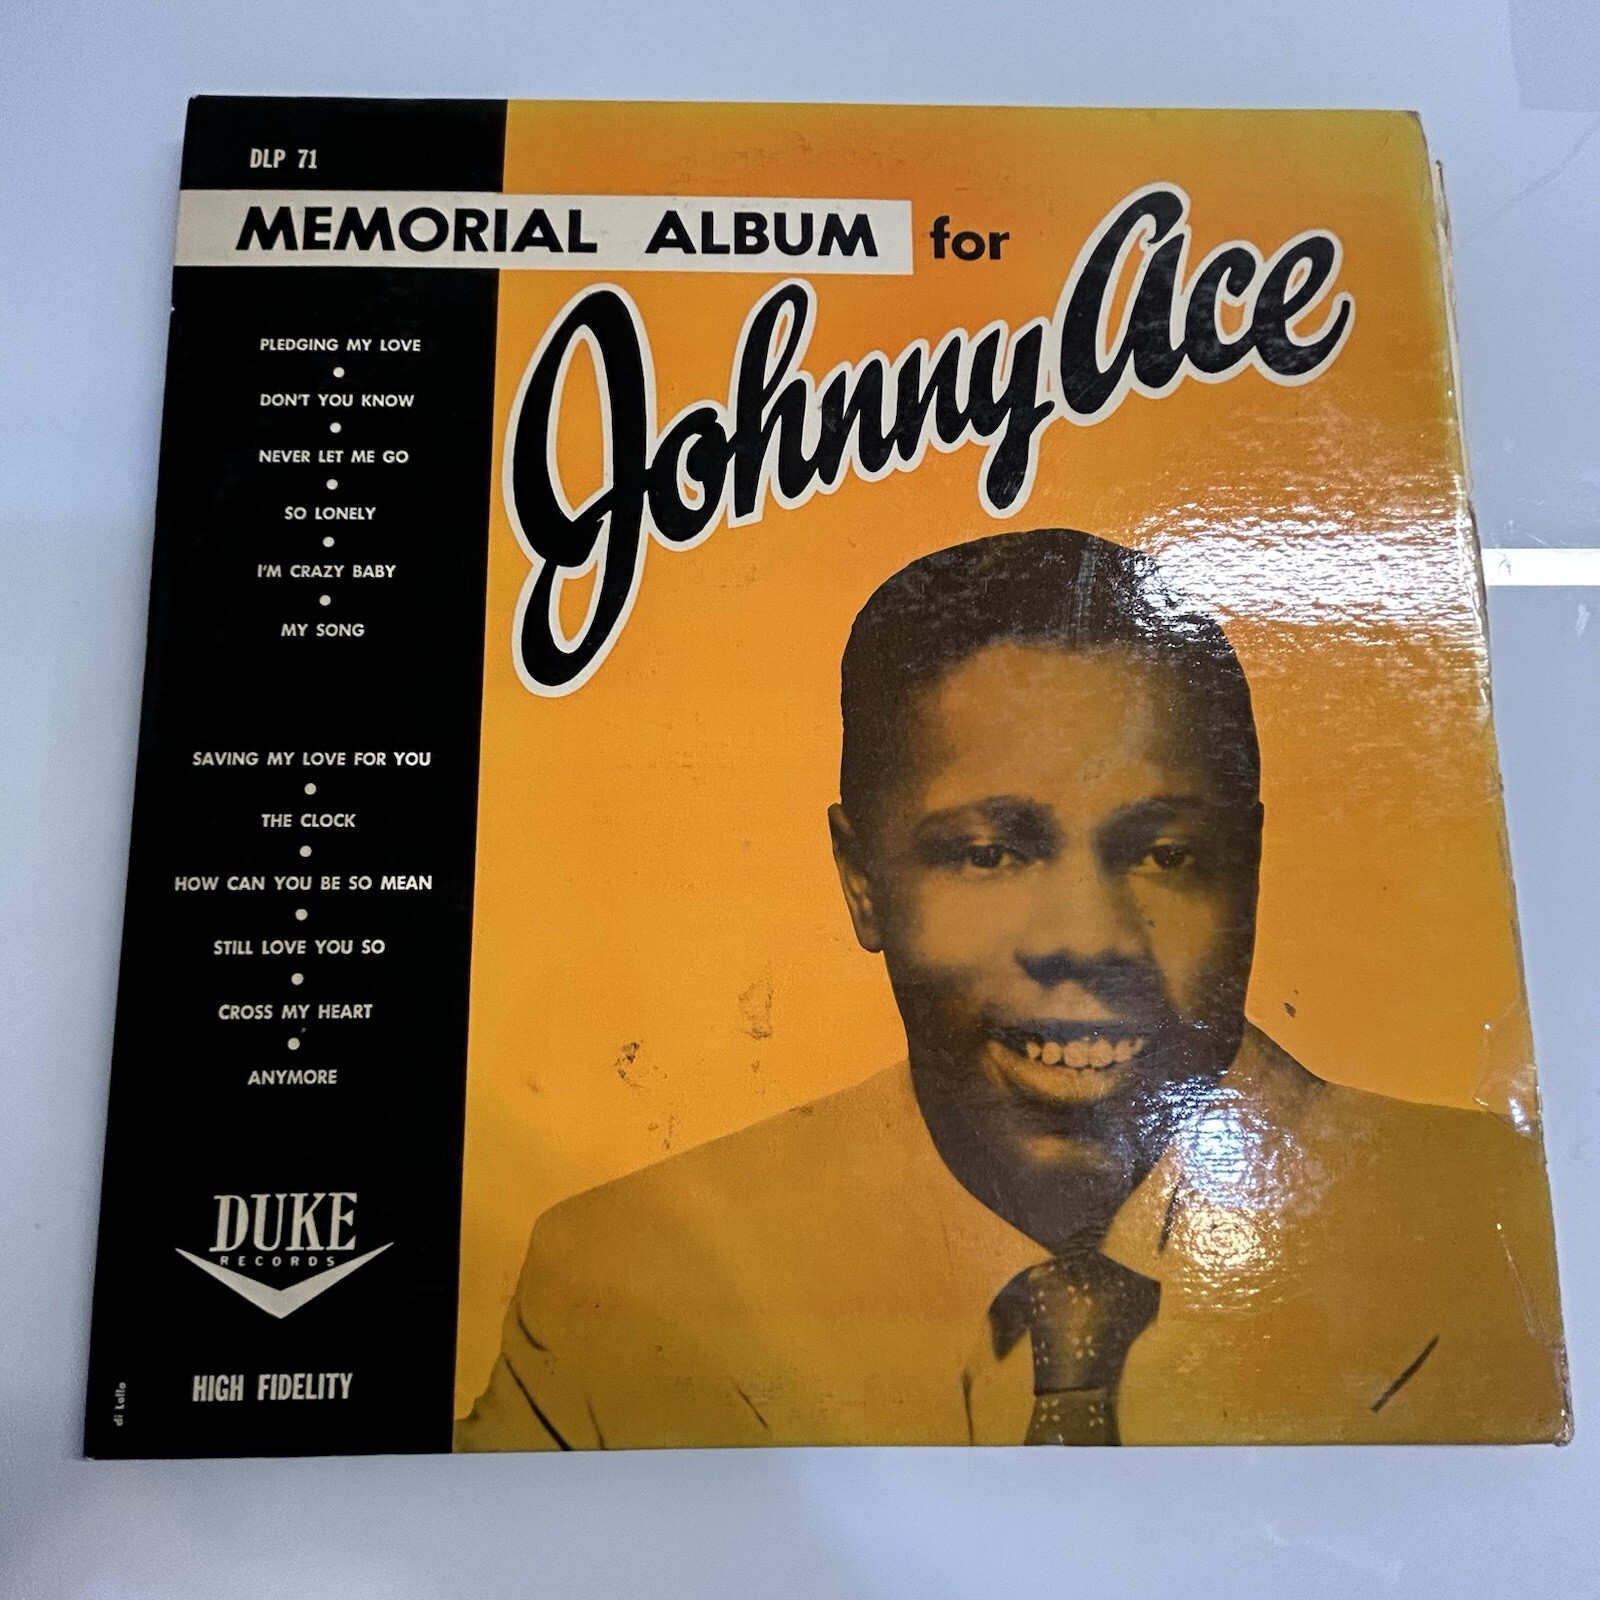 DLP 71
MEMORIAL ALBUM for
Johnny Ace
PLEDGING MY LOVE
DON'T YOU KNOW
NEVER LET ME GO
SO LONELY
I'M CRAZY BABY
MY SONG
SAVING MY LOVE FOR YOU
THE CLOCK
HOW CAN YOU BE SO MEAN
STILL LOVE YOU SO
CROSS MY HEART
ANYMORE
DUKE
RECORDS
HIGH FIDELITY
di Lallo